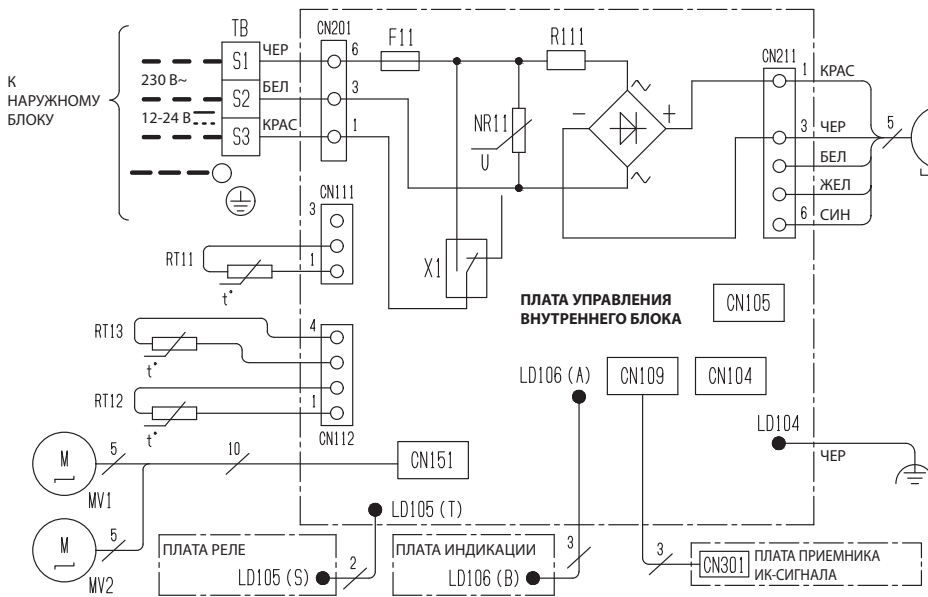 К
НАРУЖНОМУ
БЛОКУ
TB
S1
S2
S3
230 В~
12-24 В
ЧЕР
БЕЛ
КРАС
CN201
6
3
1
F11
R111
NR11
U
~
~
−
+
CN211
1
3
6
КРАС
ЧЕР
БЕЛ
ЖЕЛ
СИН
5
CN111
3
1
RT11
t°
X1
ПЛАТА УПРАВЛЕНИЯ
ВНУТРЕННЕГО БЛОКА
CN105
RT13
t°
RT12
t°
4
1
CN112
LD106 (A)
CN109
CN104
LD104
ЧЕР
M
MV1
5
10
CN151
M
MV2
5
LD105 (T)
ПЛАТА РЕЛЕ
LD105 (S)
2
ПЛАТА ИНДИКАЦИИ
LD106 (B)
3
3
CN301
ПЛАТА ПРИЕМНИКА
ИК-СИГНАЛА